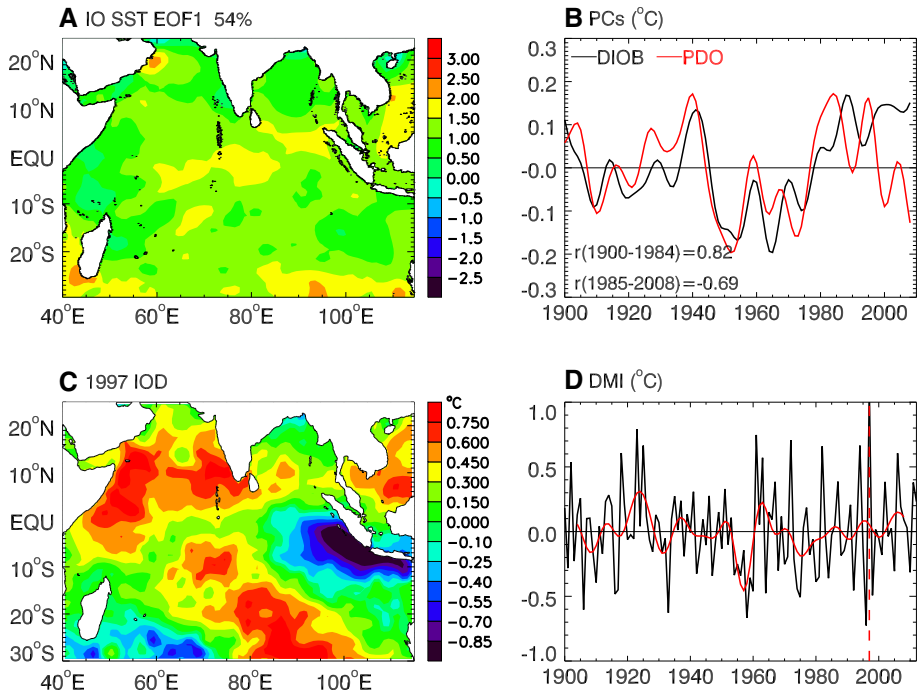 A IO SST EOF1 54%
20°N
10°N
EQU
10°S
20°S
40°E 60°E 80°E 100°E
3.00
2.50
2.00
1.50
1.00
0.50
0.00
−0.5
−1.0
−1.5
−2.0
−2.5
B PCs (°C)
DIOB PDO
0.3
0.2
0.1
-0.0
-0.1
-0.2
-0.3
r(1900-1984)=0.82
r(1985-2008)=-0.69
1900 1920 1940 1960 1980 2000
C 1997 IOD
20°N
10°N
EQU
10°S
20°S
30°S
40°E 60°E 80°E 100°E
°C
0.750
0.600
0.450
0.300
0.150
0.000
−0.10
−0.25
−0.40
−0.55
−0.70
−0.85
D DMI (°C)
1.0
0.5
0.0
-0.5
-1.0
1900 1920 1940 1960 1980 2000